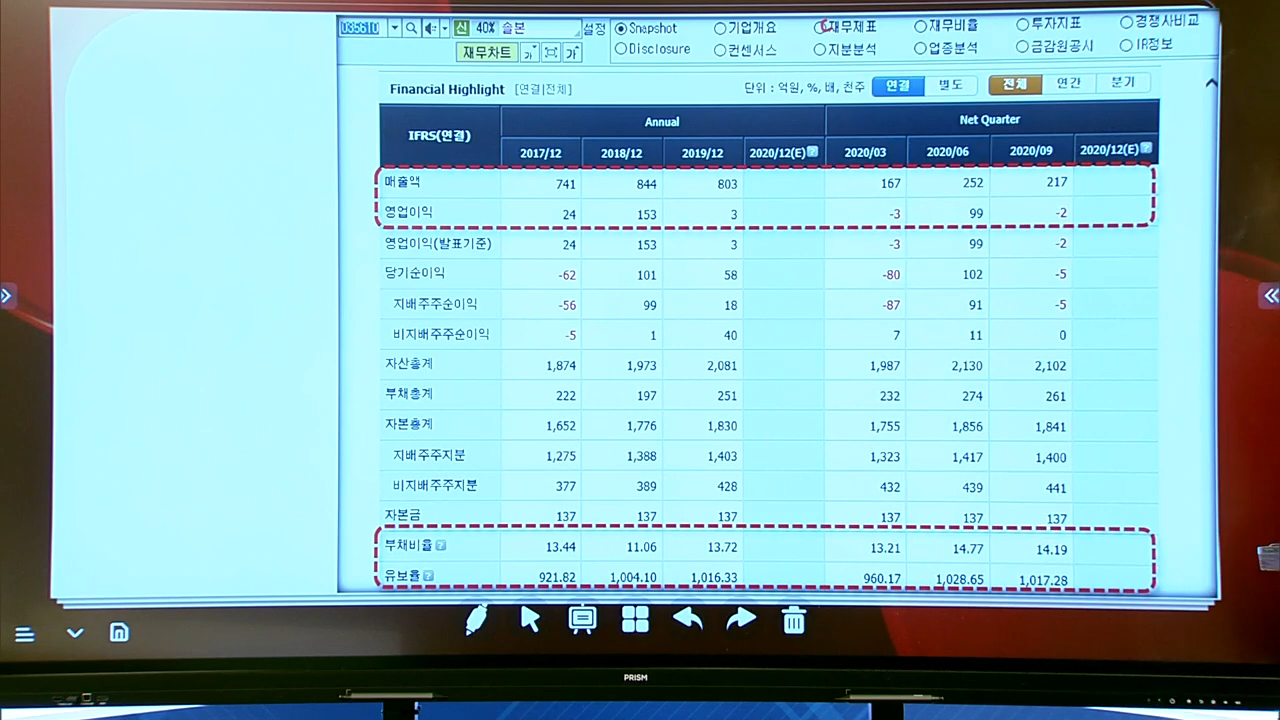 035610 신 40% 솔본 설정 Snapshot 기업개요 재무제표 재무비율 투자지표 경쟁사비교
재무차트 가 가 Disclosure 컨센서스 지분분석 업종분석 금감원공시 IR정보
Financial Highlight [연결|전체] 단위 : 억원, %, 배, 천주 연결 별도 전체 연간 분기
IFRS(연결) Annual Net Quarter
2017/12 2018/12 2019/12 2020/12(E) 2020/03 2020/06 2020/09 2020/12(E)
매출액 741 844 803 167 252 217
영업이익 24 153 3 -3 99 -2
영업이익(발표기준) 24 153 3 -3 99 -2
당기순이익 -62 101 58 -80 102 -5
지배주주순이익 -56 99 18 -87 91 -5
비지배주주순이익 -5 1 40 7 11 0
자산총계 1,874 1,973 2,081 1,987 2,130 2,102
부채총계 222 197 251 232 274 261
자본총계 1,652 1,776 1,830 1,755 1,856 1,841
지배주주지분 1,275 1,388 1,403 1,323 1,417 1,400
비지배주주지분 377 389 428 432 439 441
자본금 137 137 137 137 137 137
부채비율 13.44 11.06 13.72 13.21 14.77 14.19
유보율 921.82 1,004.10 1,016.33 960.17 1,028.65 1,017.28
PRISM